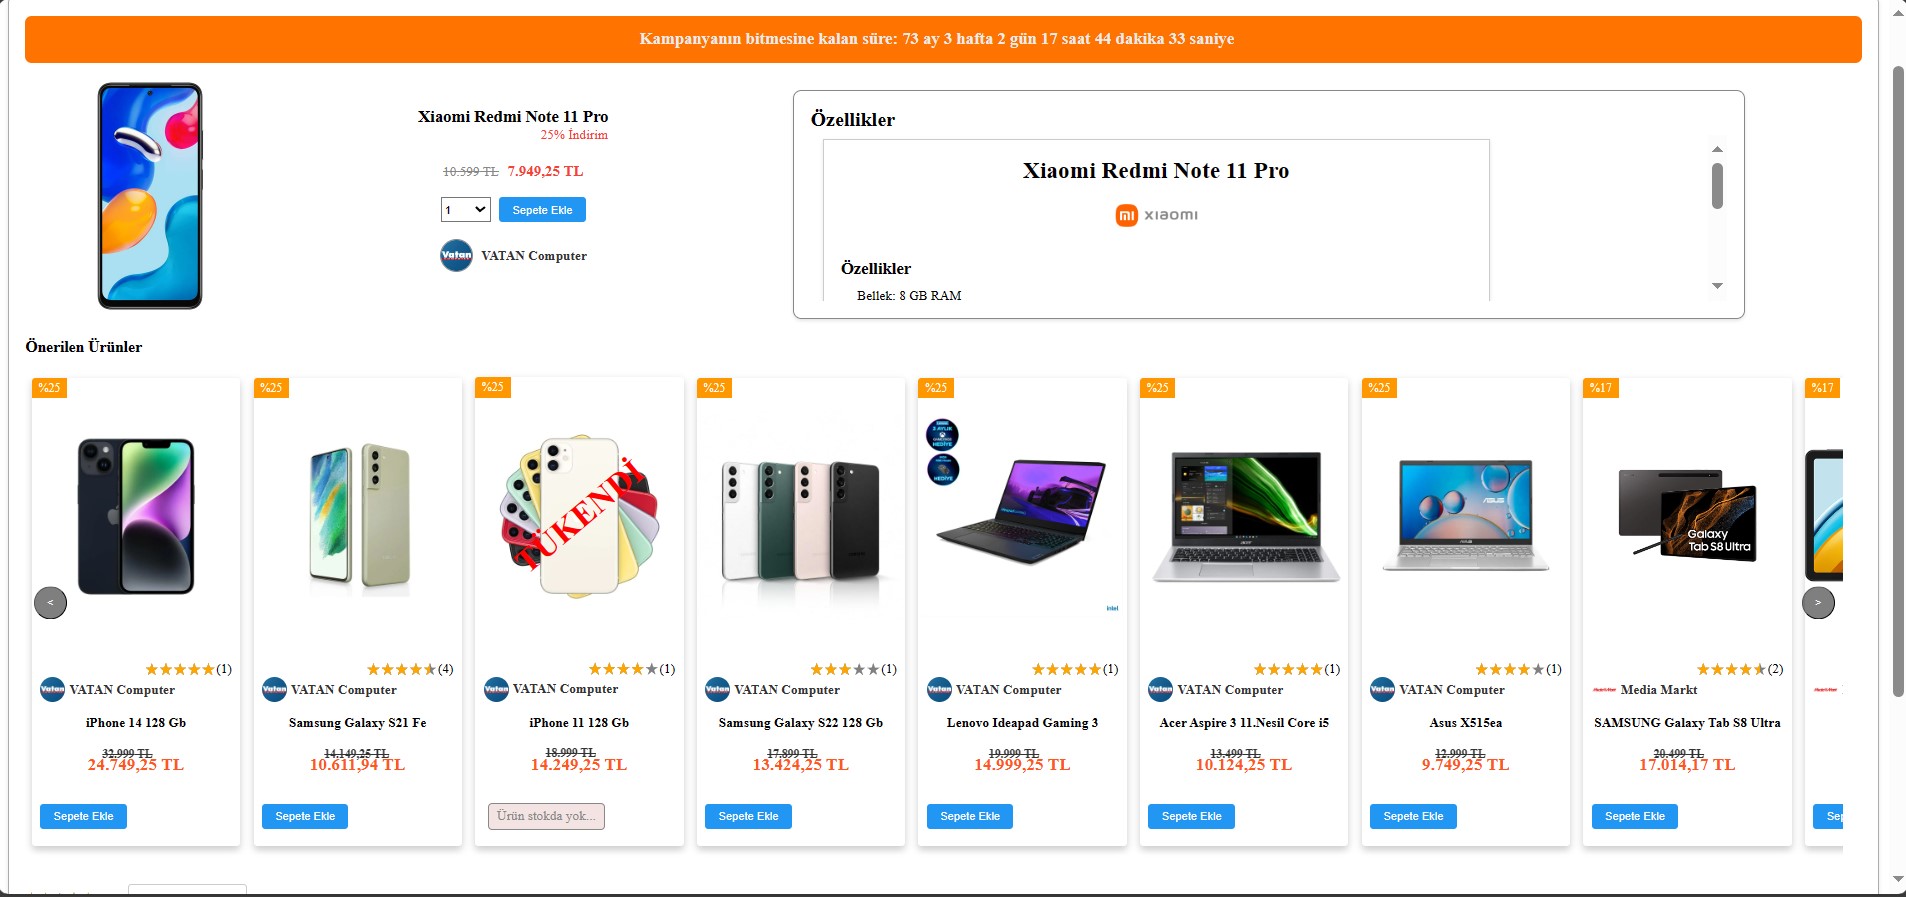 Kampanyanın bitmesine kalan süre: 73 ay 3 hafta 2 gün 17 saat 44 dakika 33 saniye
Xiaomi Redmi Note 11 Pro
25% İndirim
10.599 TL 7.949,25 TL
1 Sepete Ekle
Vatan VATAN Computer
Özellikler
Xiaomi Redmi Note 11 Pro
mi xiaomi
Özellikler
Bellek: 8 GB RAM
Önerilen Ürünler
%25
★★★★★(1)
Vatan VATAN Computer
iPhone 14 128 Gb
32.999 TL
24.749,25 TL
Sepete Ekle
%25
(4)
Vatan VATAN Computer
Samsung Galaxy S21 Fe
14.149,25 TL
10.611,94 TL
Sepete Ekle
%25
TÜKENDİ
(1)
Vatan VATAN Computer
iPhone 11 128 Gb
18.999 TL
14.249,25 TL
Ürün stokda yok...
%25
(1)
Vatan VATAN Computer
Samsung Galaxy S22 128 Gb
17.899 TL
13.424,25 TL
Sepete Ekle
%25
HEDİYE
HEDİYE
intel
(1)
Vatan VATAN Computer
Lenovo Ideapad Gaming 3
19.999 TL
14.999,25 TL
Sepete Ekle
%25
acer
(1)
Vatan VATAN Computer
Acer Aspire 3 11.Nesil Core i5
13.499 TL
10.124,25 TL
Sepete Ekle
%25
ASUS
(1)
Vatan VATAN Computer
Asus X515ea
12.999 TL
9.749,25 TL
Sepete Ekle
%17
Galaxy
Tab S8 Ultra
(2)
Media Markt
SAMSUNG Galaxy Tab S8 Ultra
20.499 TL
17.014,17 TL
Sepete Ekle
%17
Sep
<
>